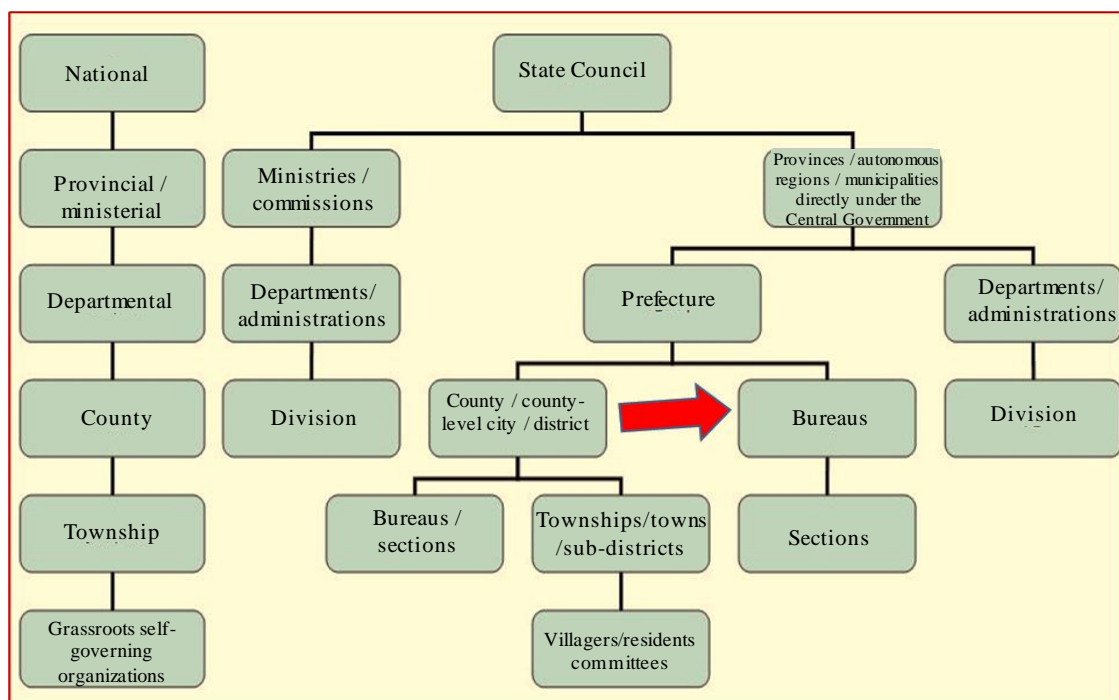 National
State Council
Provincial /
ministerial
Ministries /
commissions
Provinces / autonomous
regions / municipalities
directly under the
Central Government
Departmental
Departments/
administrations
Prefecture
Departments/
administrations
County
Division
County / county-
level city / district
Bureaus
Division
Township
Bureaus /
sections
Townships/towns
/sub-districts
Sections
Grassroots self-
governing
organizations
Villagers/residents
committees